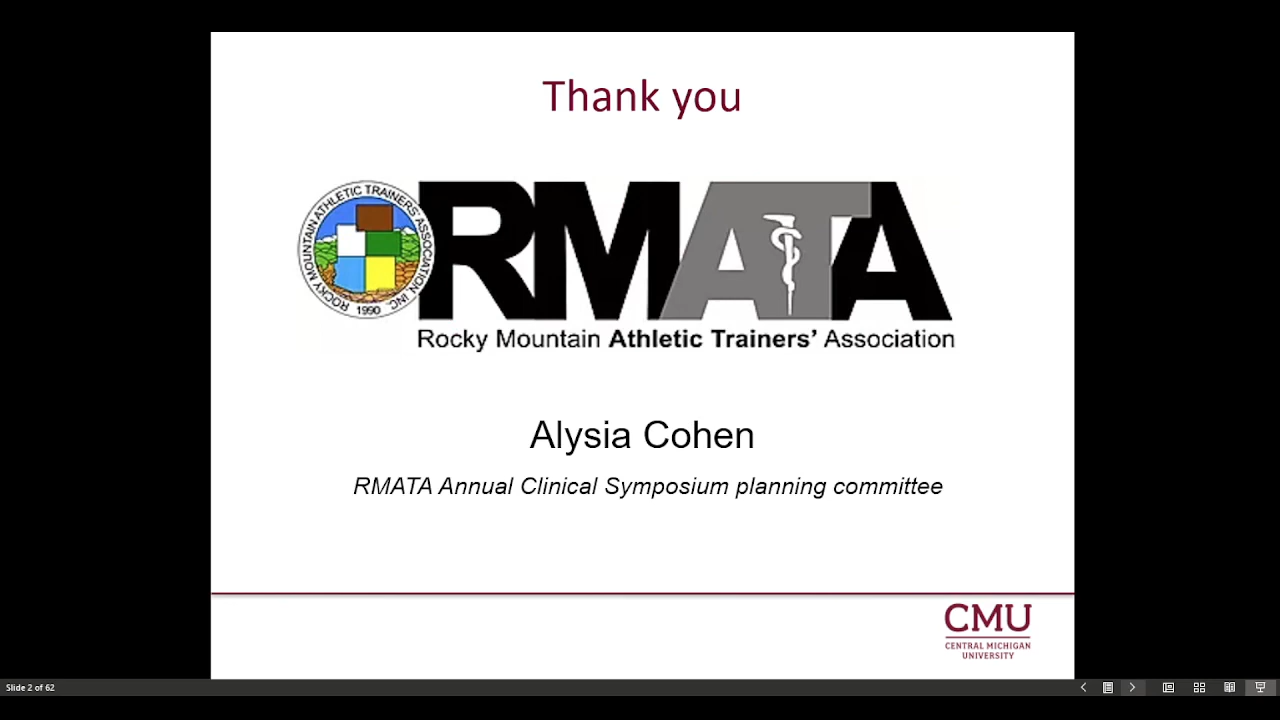 Thank you
ROCKY MOUNTAIN ATHLETIC TRAINERS' ASSOCIATION INC.
1990
RMATA
Rocky Mountain Athletic Trainers' Association
Alysia Cohen
RMATA Annual Clinical Symposium planning committee
CMU
CENTRAL MICHIGAN
UNIVERSITY
Slide 2 of 62